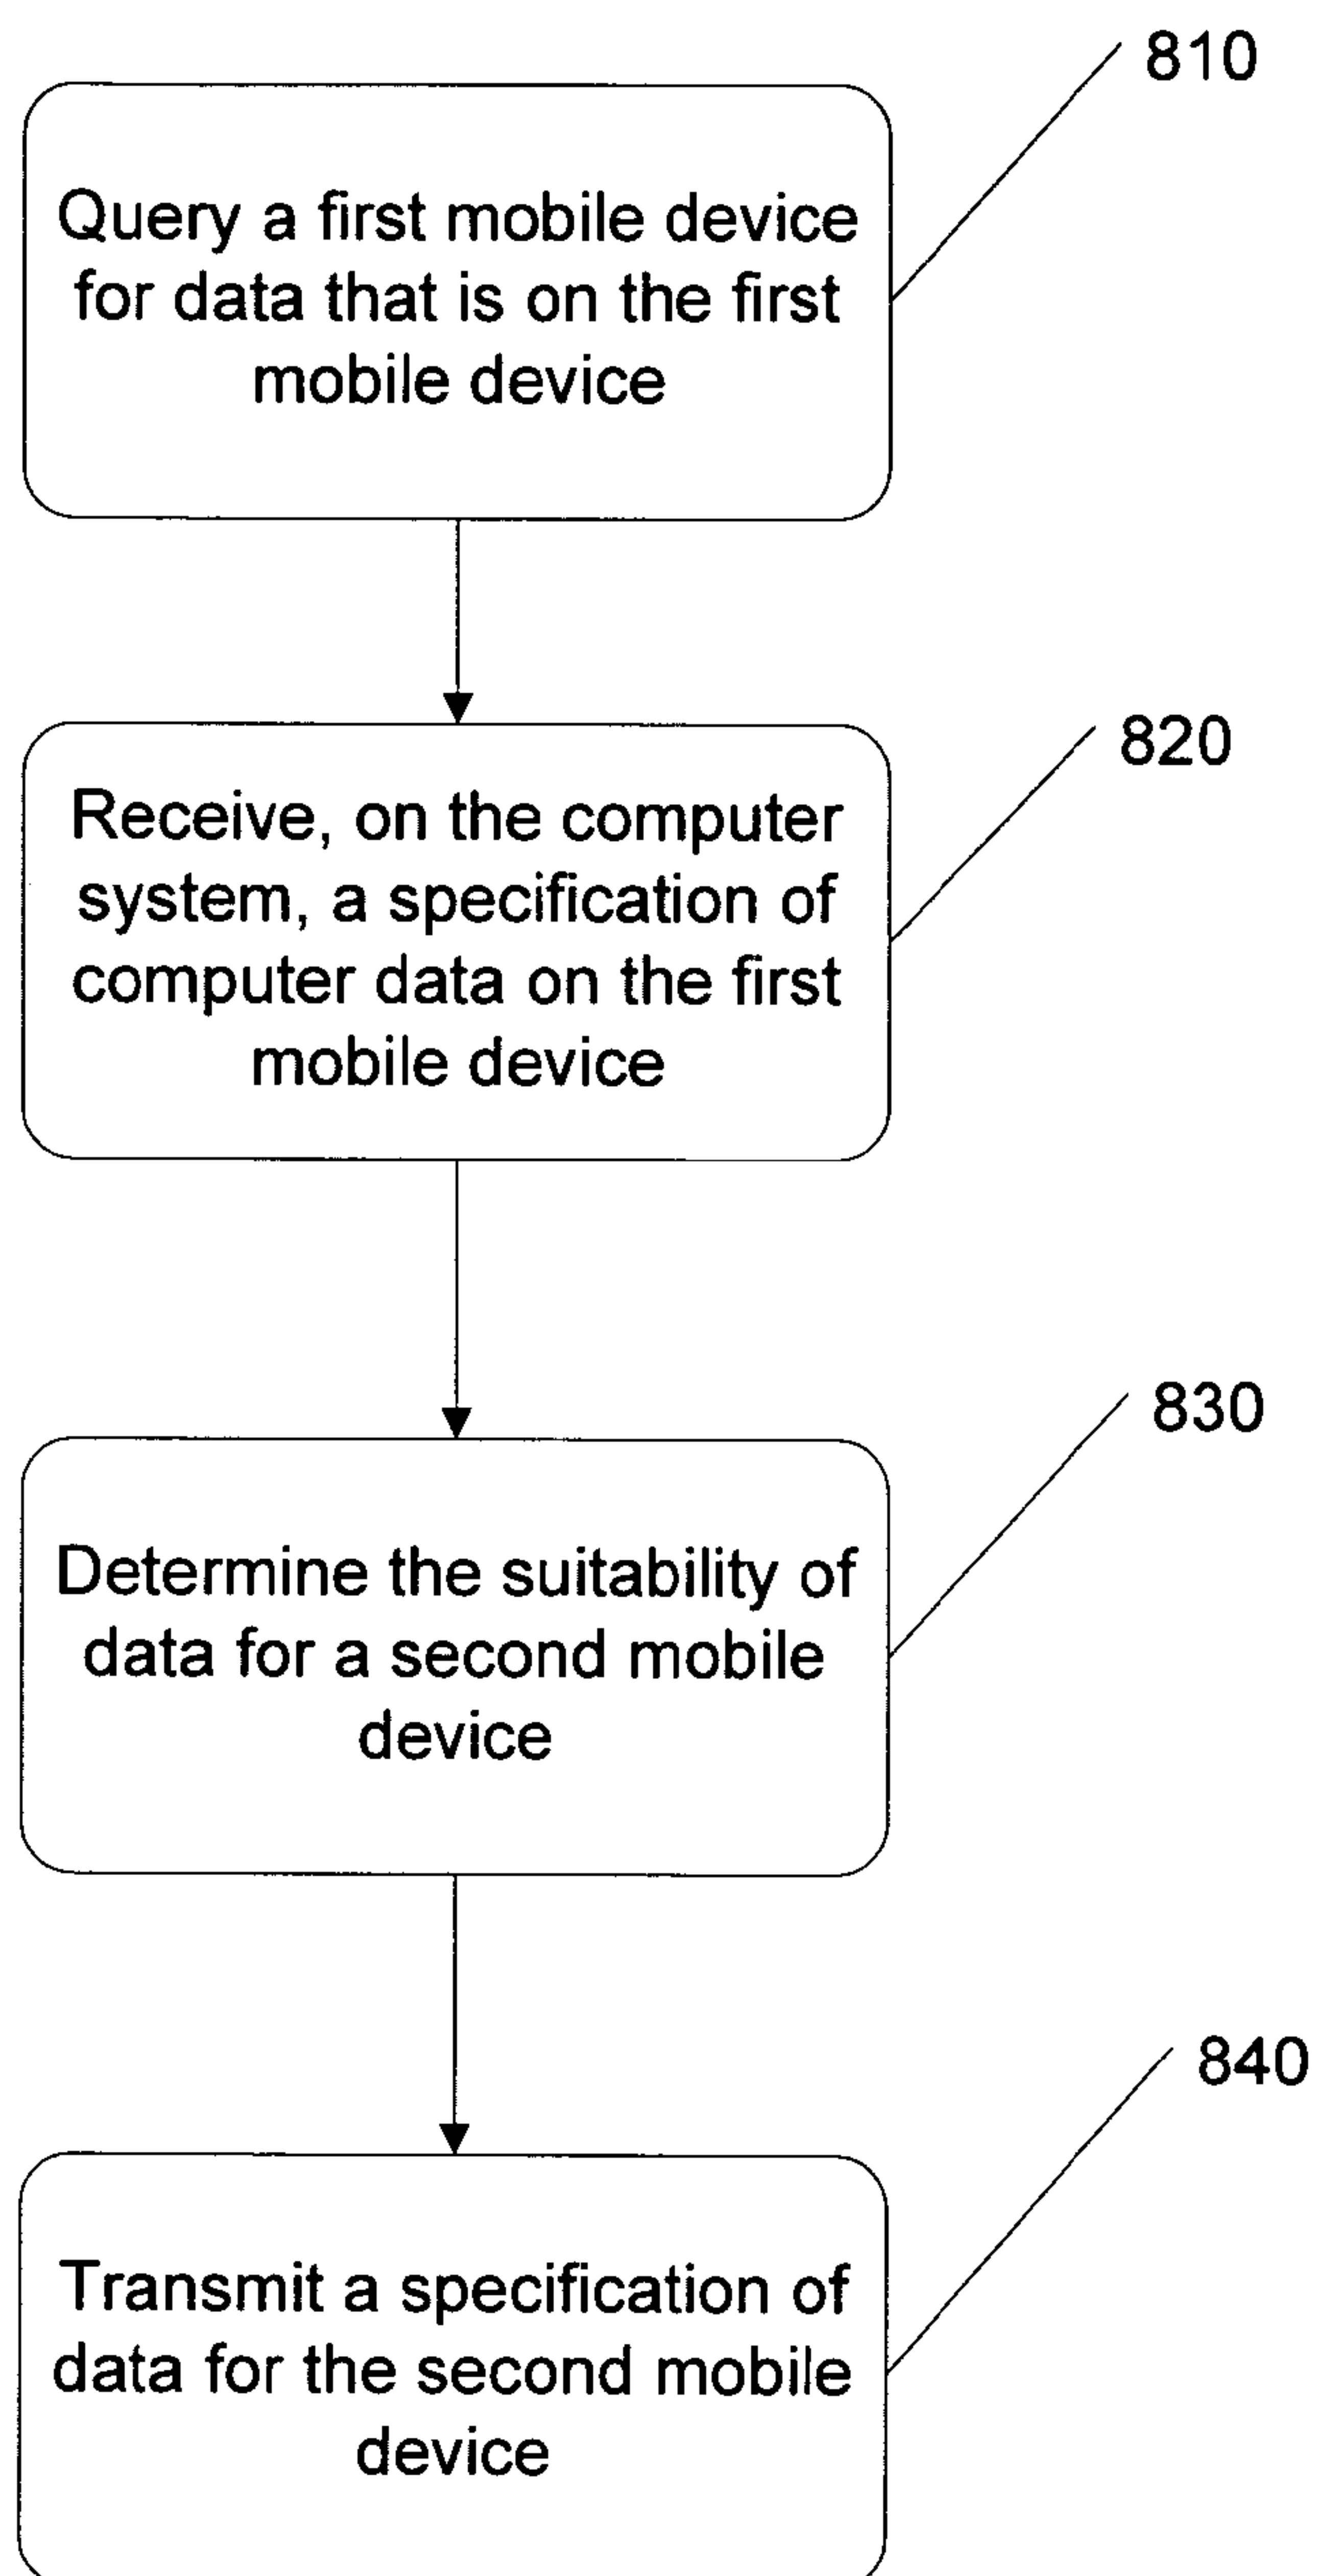 810
Query a first mobile device
for data that is on the first
mobile device
820
Receive, on the computer
system, a specification of
computer data on the first
mobile device
830
Determine the suitability of
data for a second mobile
device
840
Transmit a specification of
data for the second mobile
device